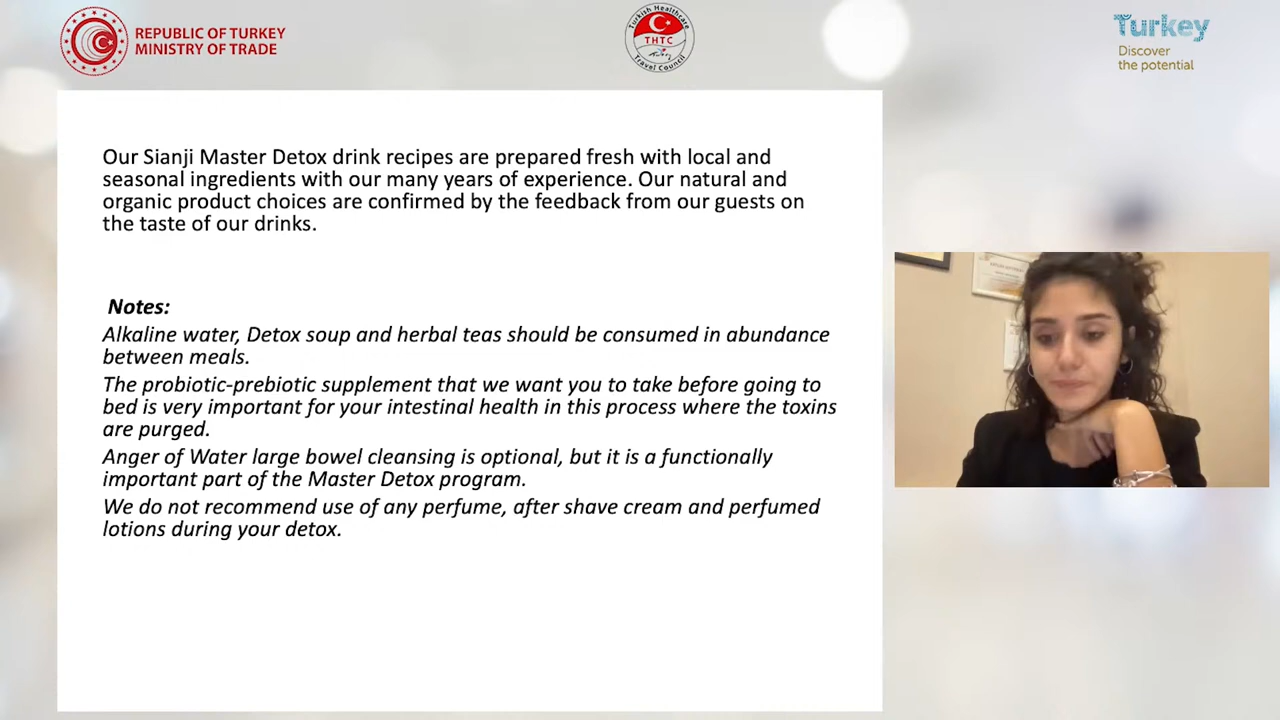 REPUBLIC OF TURKEY
MINISTRY OF TRADE
Turkish Healthcare
THTC
Travel Council
Turkey
Discover
the potential
Our Sianji Master Detox drink recipes are prepared fresh with local and
seasonal ingredients with our many years of experience. Our natural and
organic product choices are confirmed by the feedback from our guests on
the taste of our drinks.
Notes:
Alkaline water, Detox soup and herbal teas should be consumed in abundance
between meals.
The probiotic-prebiotic supplement that we want you to take before going to
bed is very important for your intestinal health in this process where the toxins
are purged.
Anger of Water large bowel cleansing is optional, but it is a functionally
important part of the Master Detox program.
We do not recommend use of any perfume, after shave cream and perfumed
lotions during your detox.